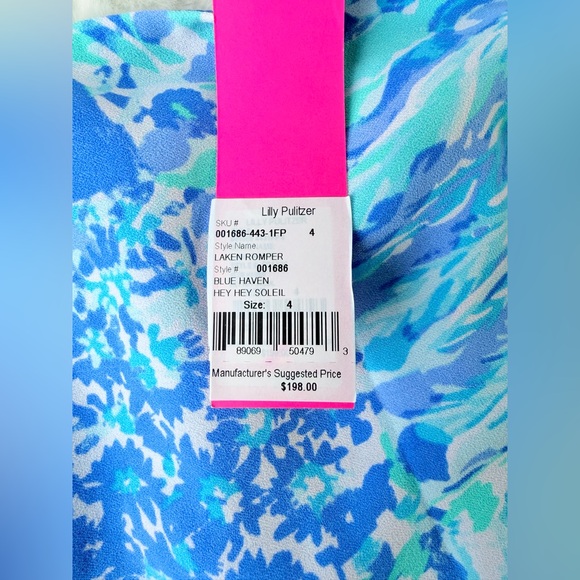 Lilly Pulitzer
SKU #
001686-443-1FP 4
Style Name
LAKEN ROMPER
Style # 001686
BLUE HAVEN
HEY HEY SOLEIL
Size: 4
89069 50479 3
Manufacturer's Suggested Price
$198.00